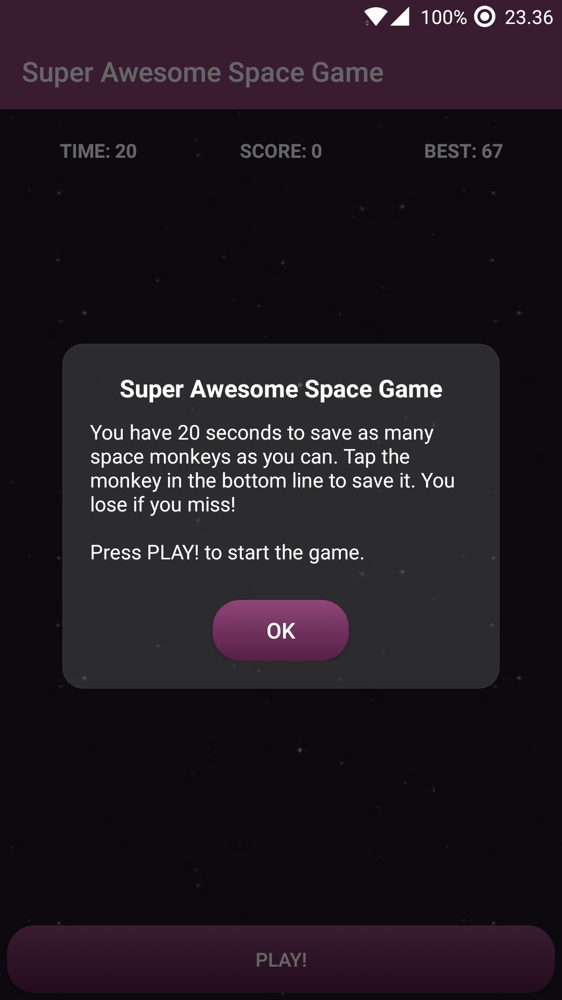 100% 23.36
Super Awesome Space Game
TIME: 20 SCORE: 0 BEST: 67
Super Awesome Space Game
You have 20 seconds to save as many
space monkeys as you can. Tap the
monkey in the bottom line to save it. You
lose if you miss!
Press PLAY! to start the game.
OK
PLAY!